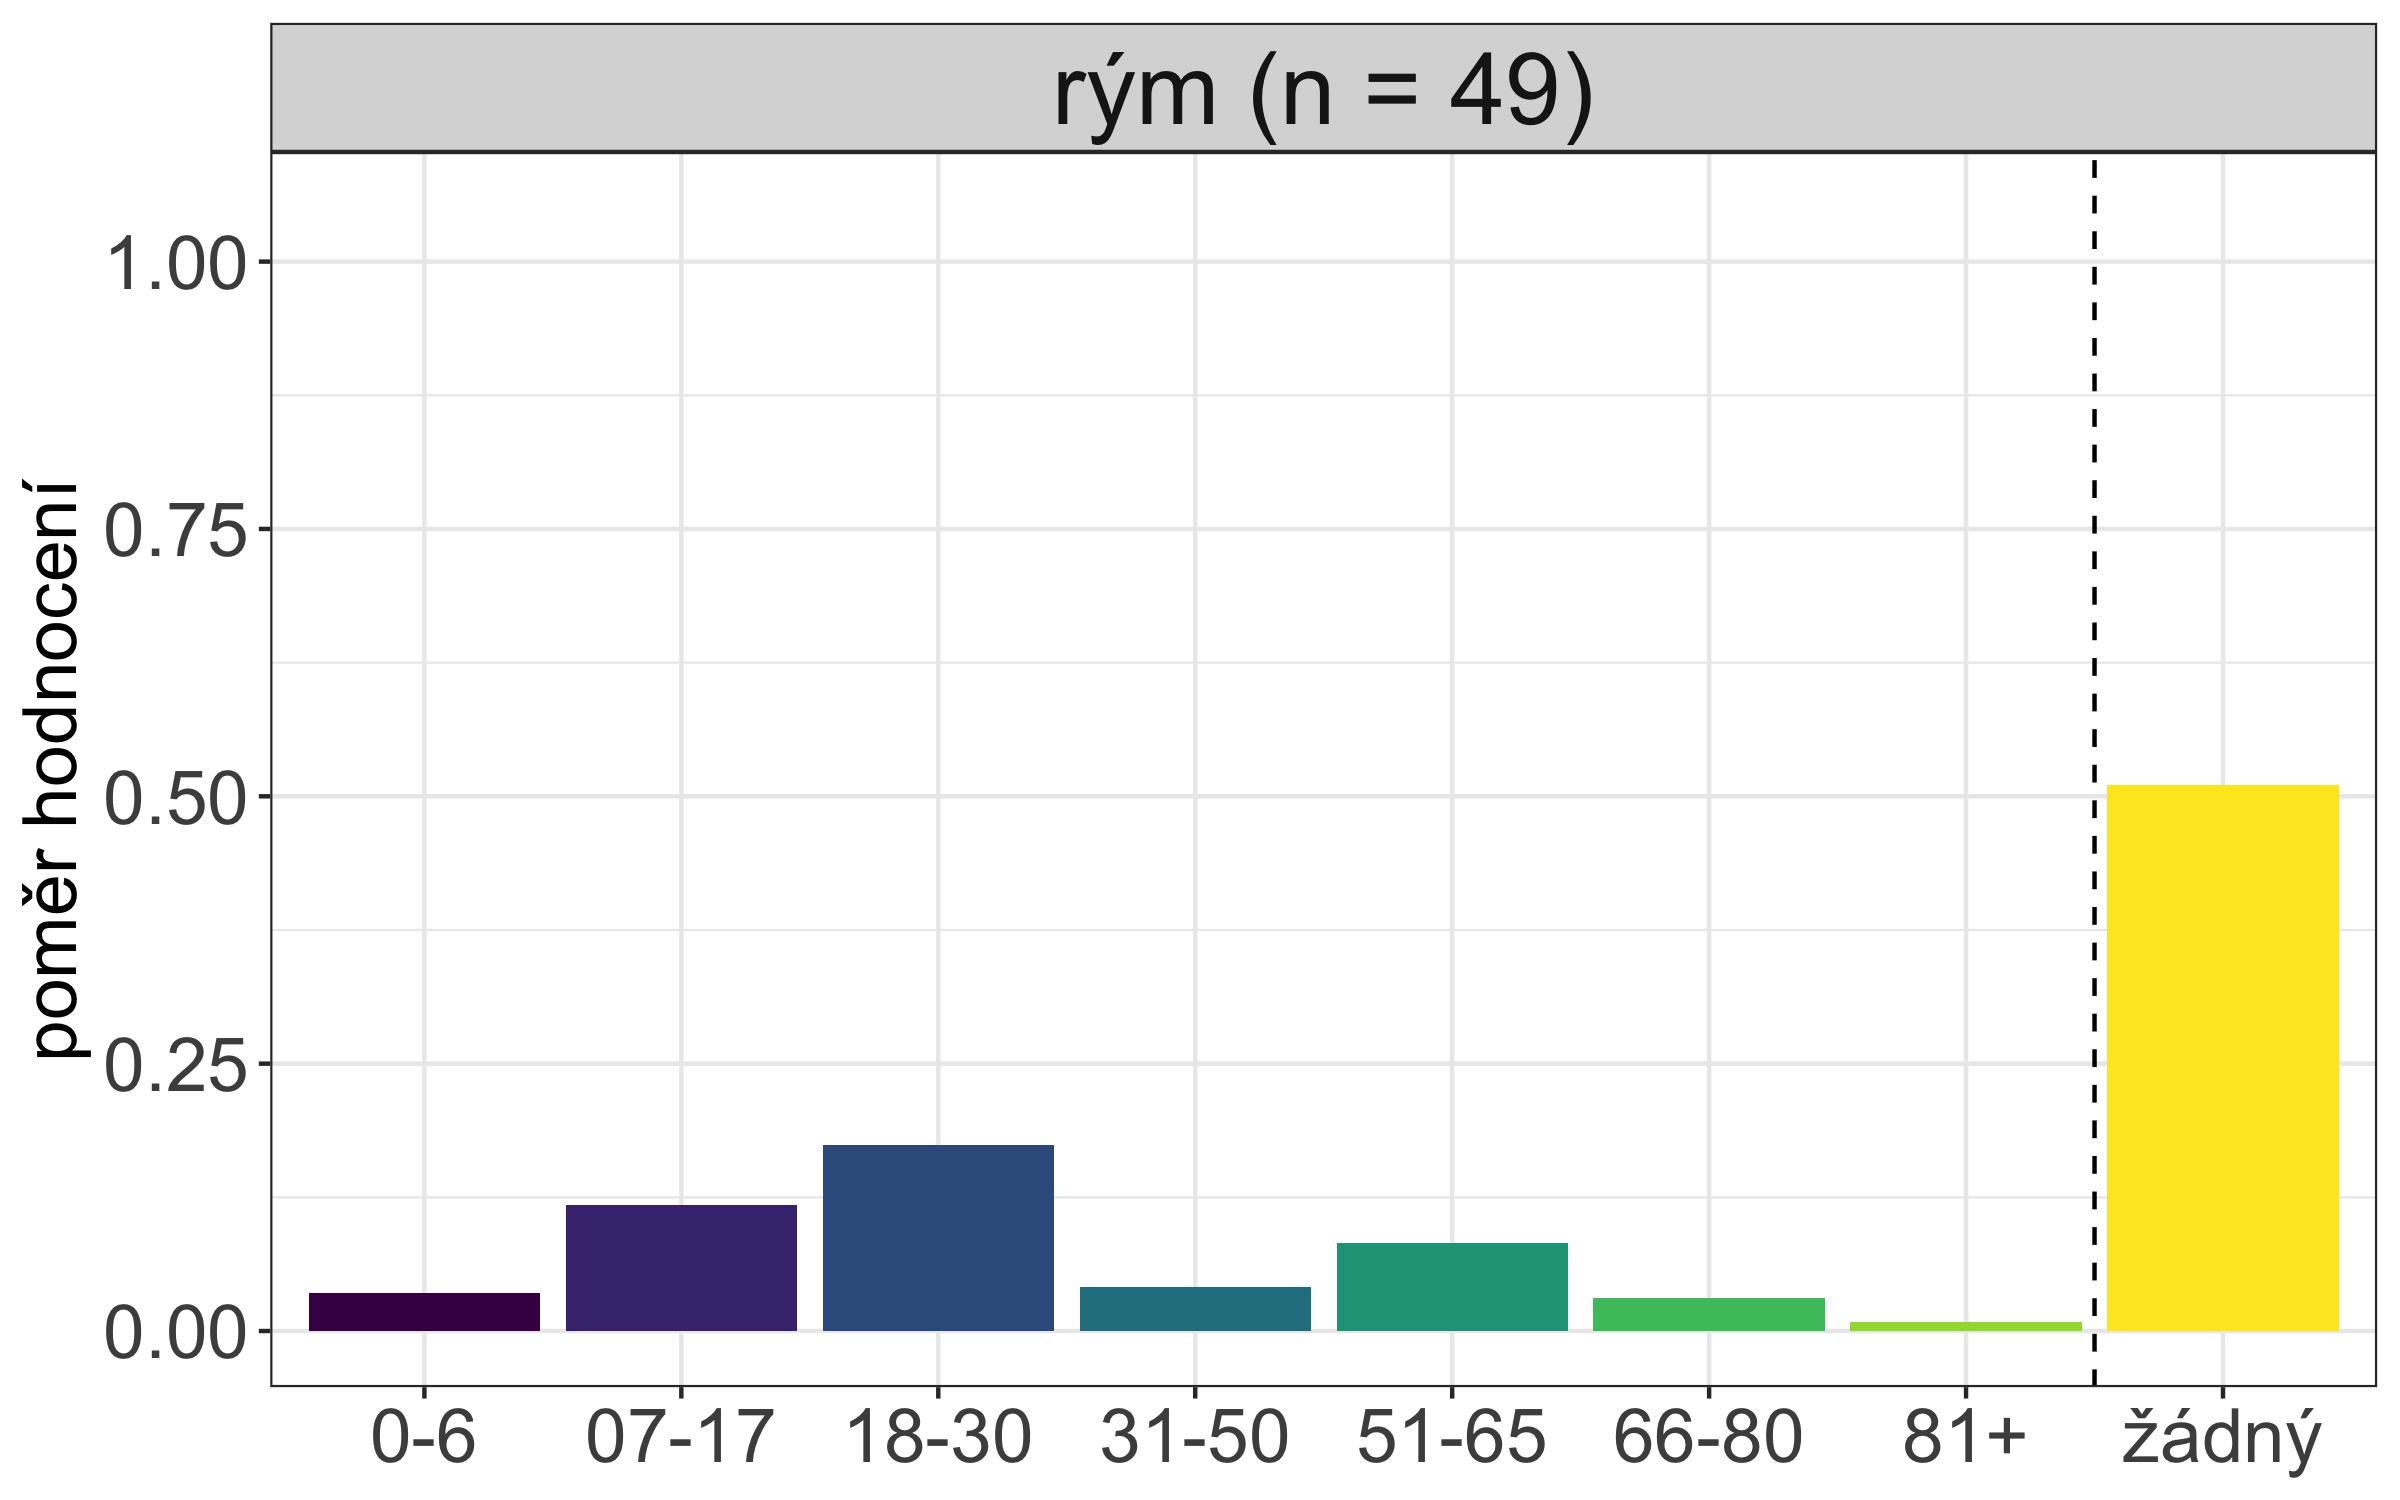 rým (n = 49)
poměr hodnocení
1.00
0.75
0.50
0.25
0.00
0-6 07-17 18-30 31-50 51-65 66-80 81+ žádný